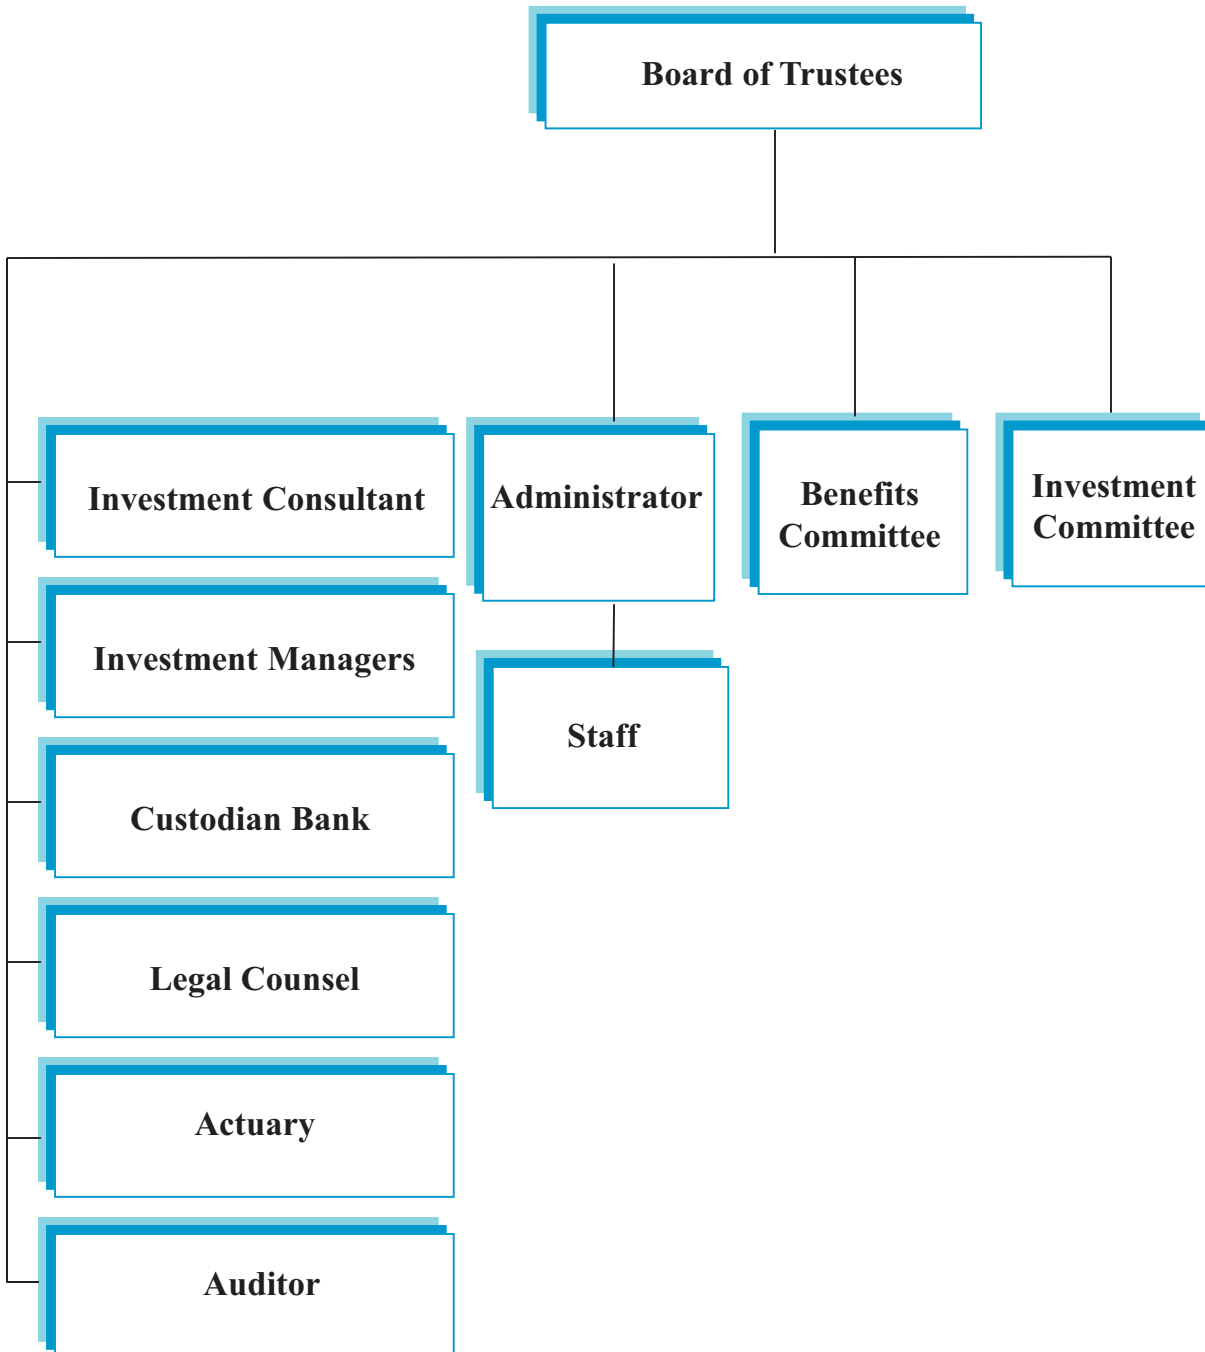 Board of Trustees
Investment Consultant
Administrator
Benefits
Committee
Investment
Committee
Investment Managers
Staff
Custodian Bank
Legal Counsel
Actuary
Auditor